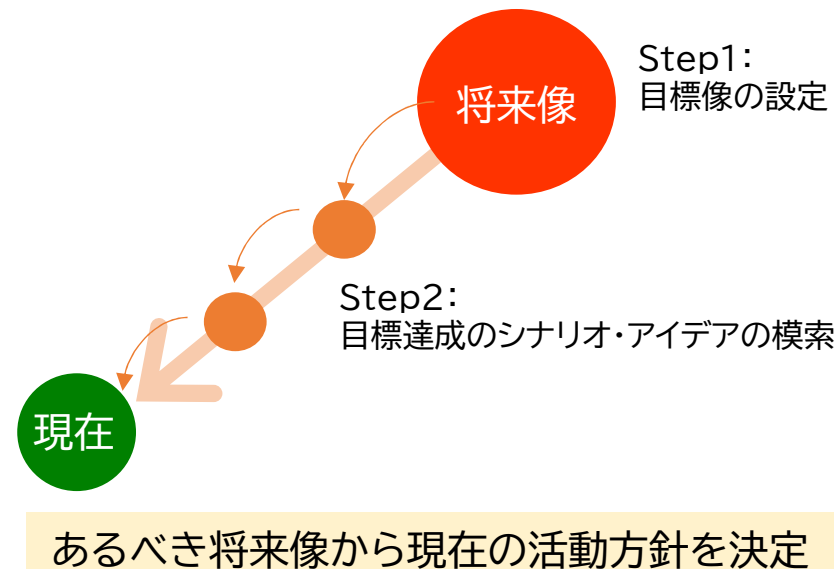 Step1:
目標像の設定
将来像
Step2:
目標達成のシナリオ・アイデアの模索
現在
あるべき将来像から現在の活動方針を決定